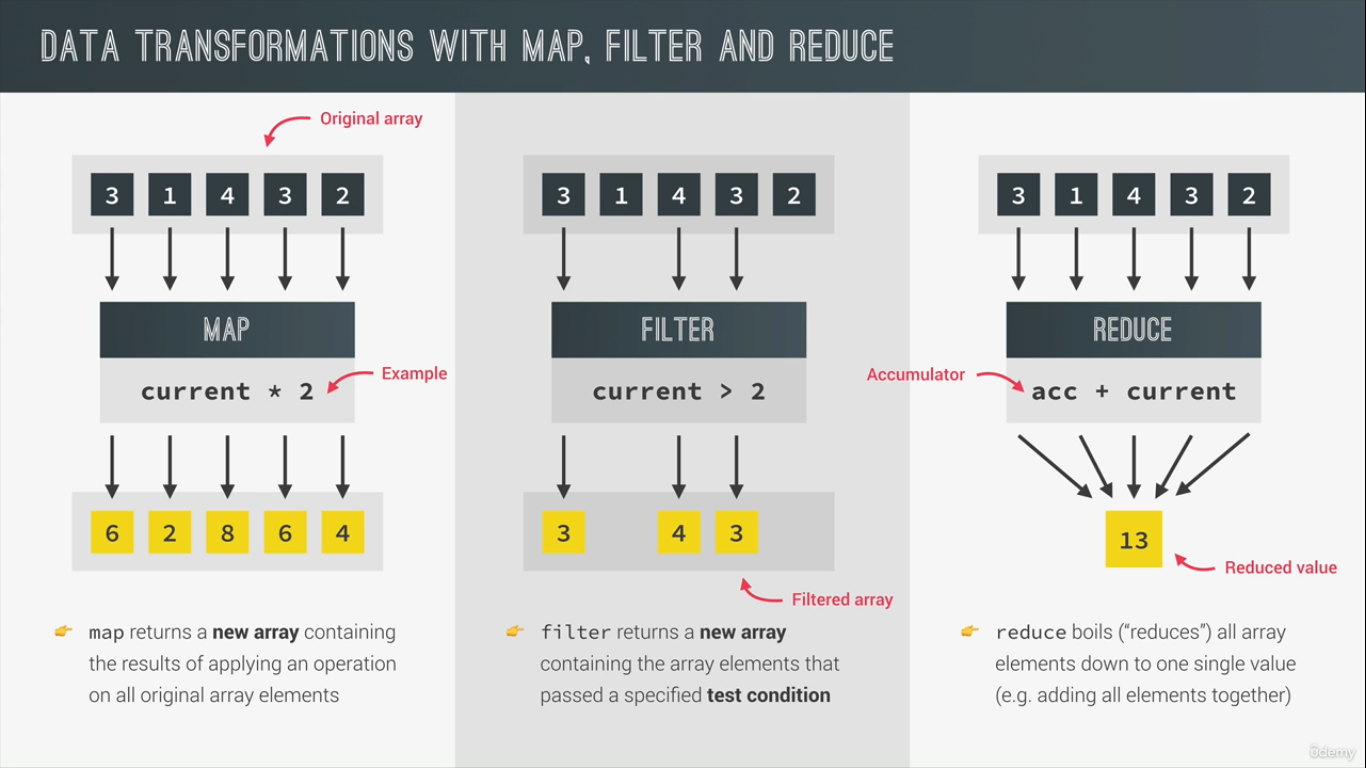 DATA TRANSFORMATIONS WITH MAP, FILTER AND REDUCE
Original array
3 1 4 3 2
MAP
current * 2
Example
6 2 8 6 4
map returns a new array containing
the results of applying an operation
on all original array elements
3 1 4 3 2
FILTER
current > 2
3 4 3
Filtered array
filter returns a new array
containing the array elements that
passed a specified test condition
3 1 4 3 2
REDUCE
Accumulator
acc + current
13
Reduced value
reduce boils (“reduces”) all array
elements down to one single value
(e.g. adding all elements together)
ûdemy